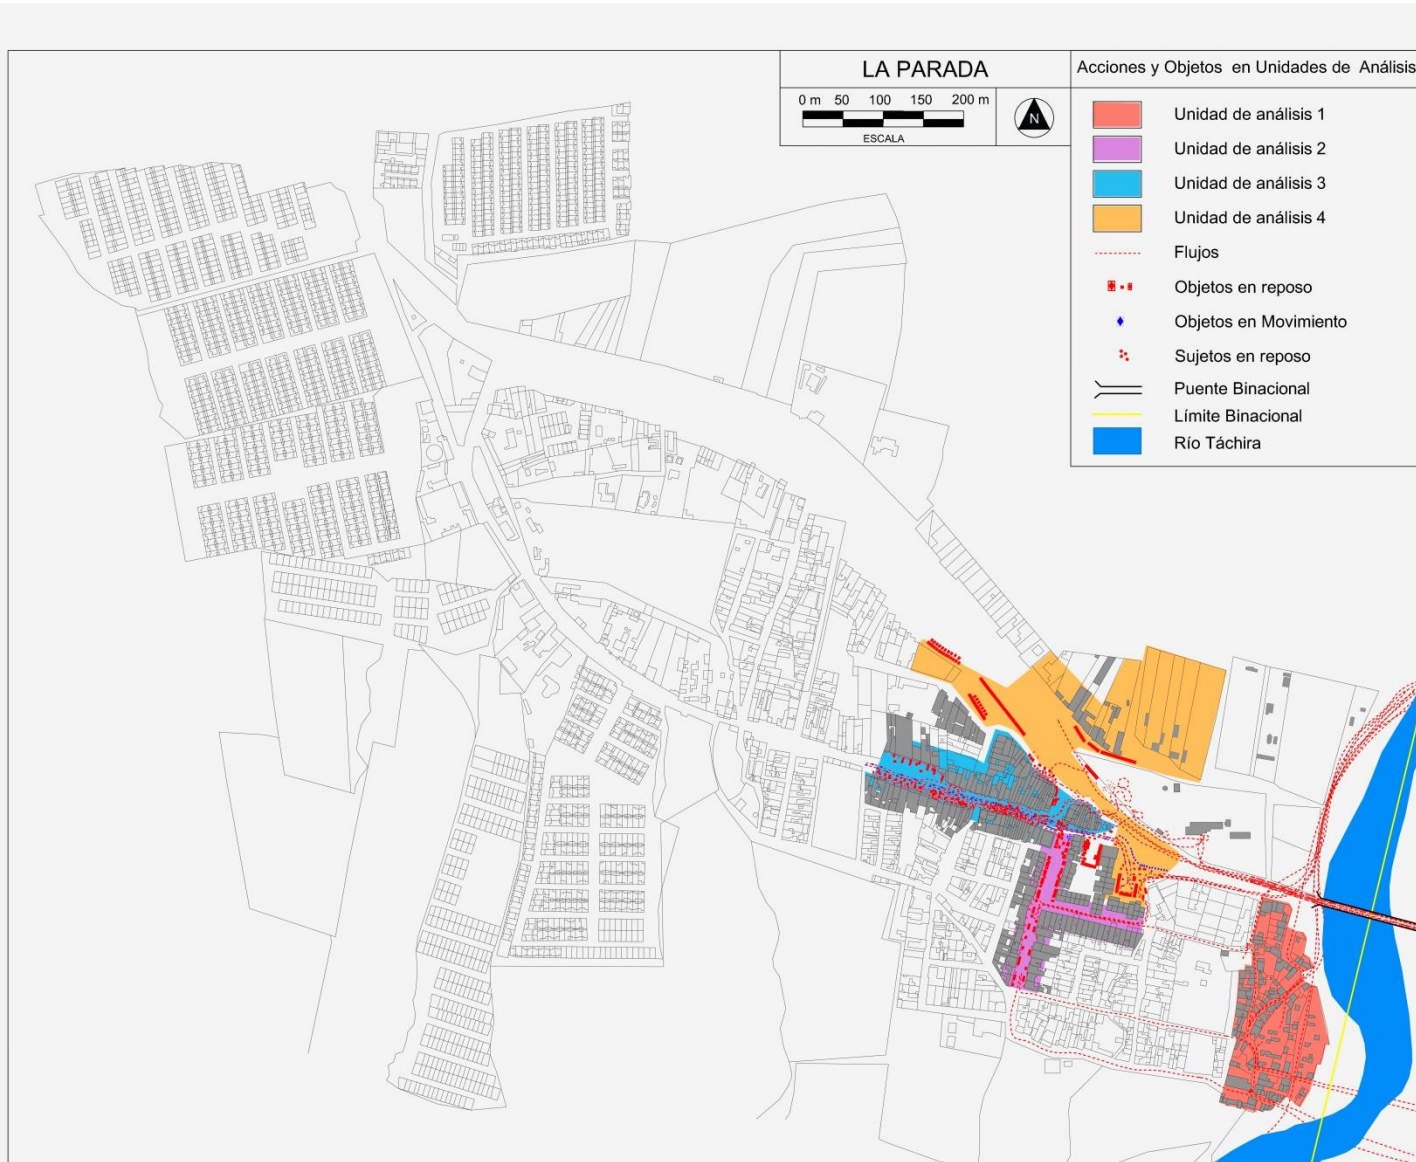 LA PARADA
0 m 50 100 150 200 m
ESCALA
N
Acciones y Objetos en Unidades de Análisis
Unidad de análisis 1
Unidad de análisis 2
Unidad de análisis 3
Unidad de análisis 4
Flujos
Objetos en reposo
Objetos en Movimiento
Sujetos en reposo
Puente Binacional
Límite Binacional
Río Táchira